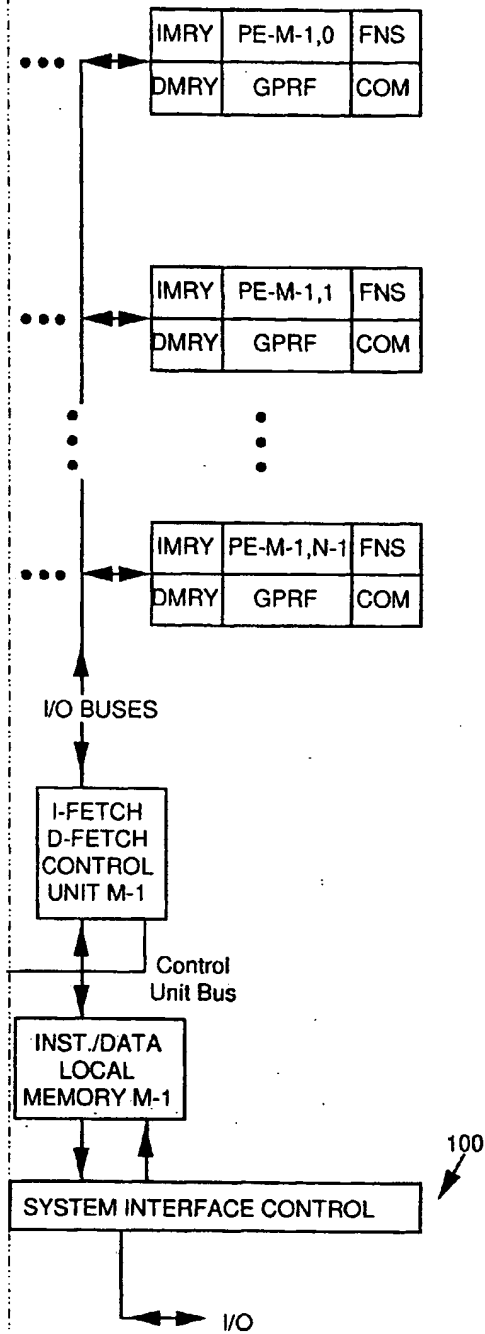 IMRY PE-M-1,0 FNS
DMRY GPRF COM
IMRY PE-M-1,1 FNS
DMRY GPRF COM
IMRY PE-M-1,N-1 FNS
DMRY GPRF COM
I/O BUSES
I-FETCH
D-FETCH
CONTROL
UNIT M-1
Control
Unit Bus
INST./DATA
LOCAL
MEMORY M-1
100
SYSTEM INTERFACE CONTROL
I/O